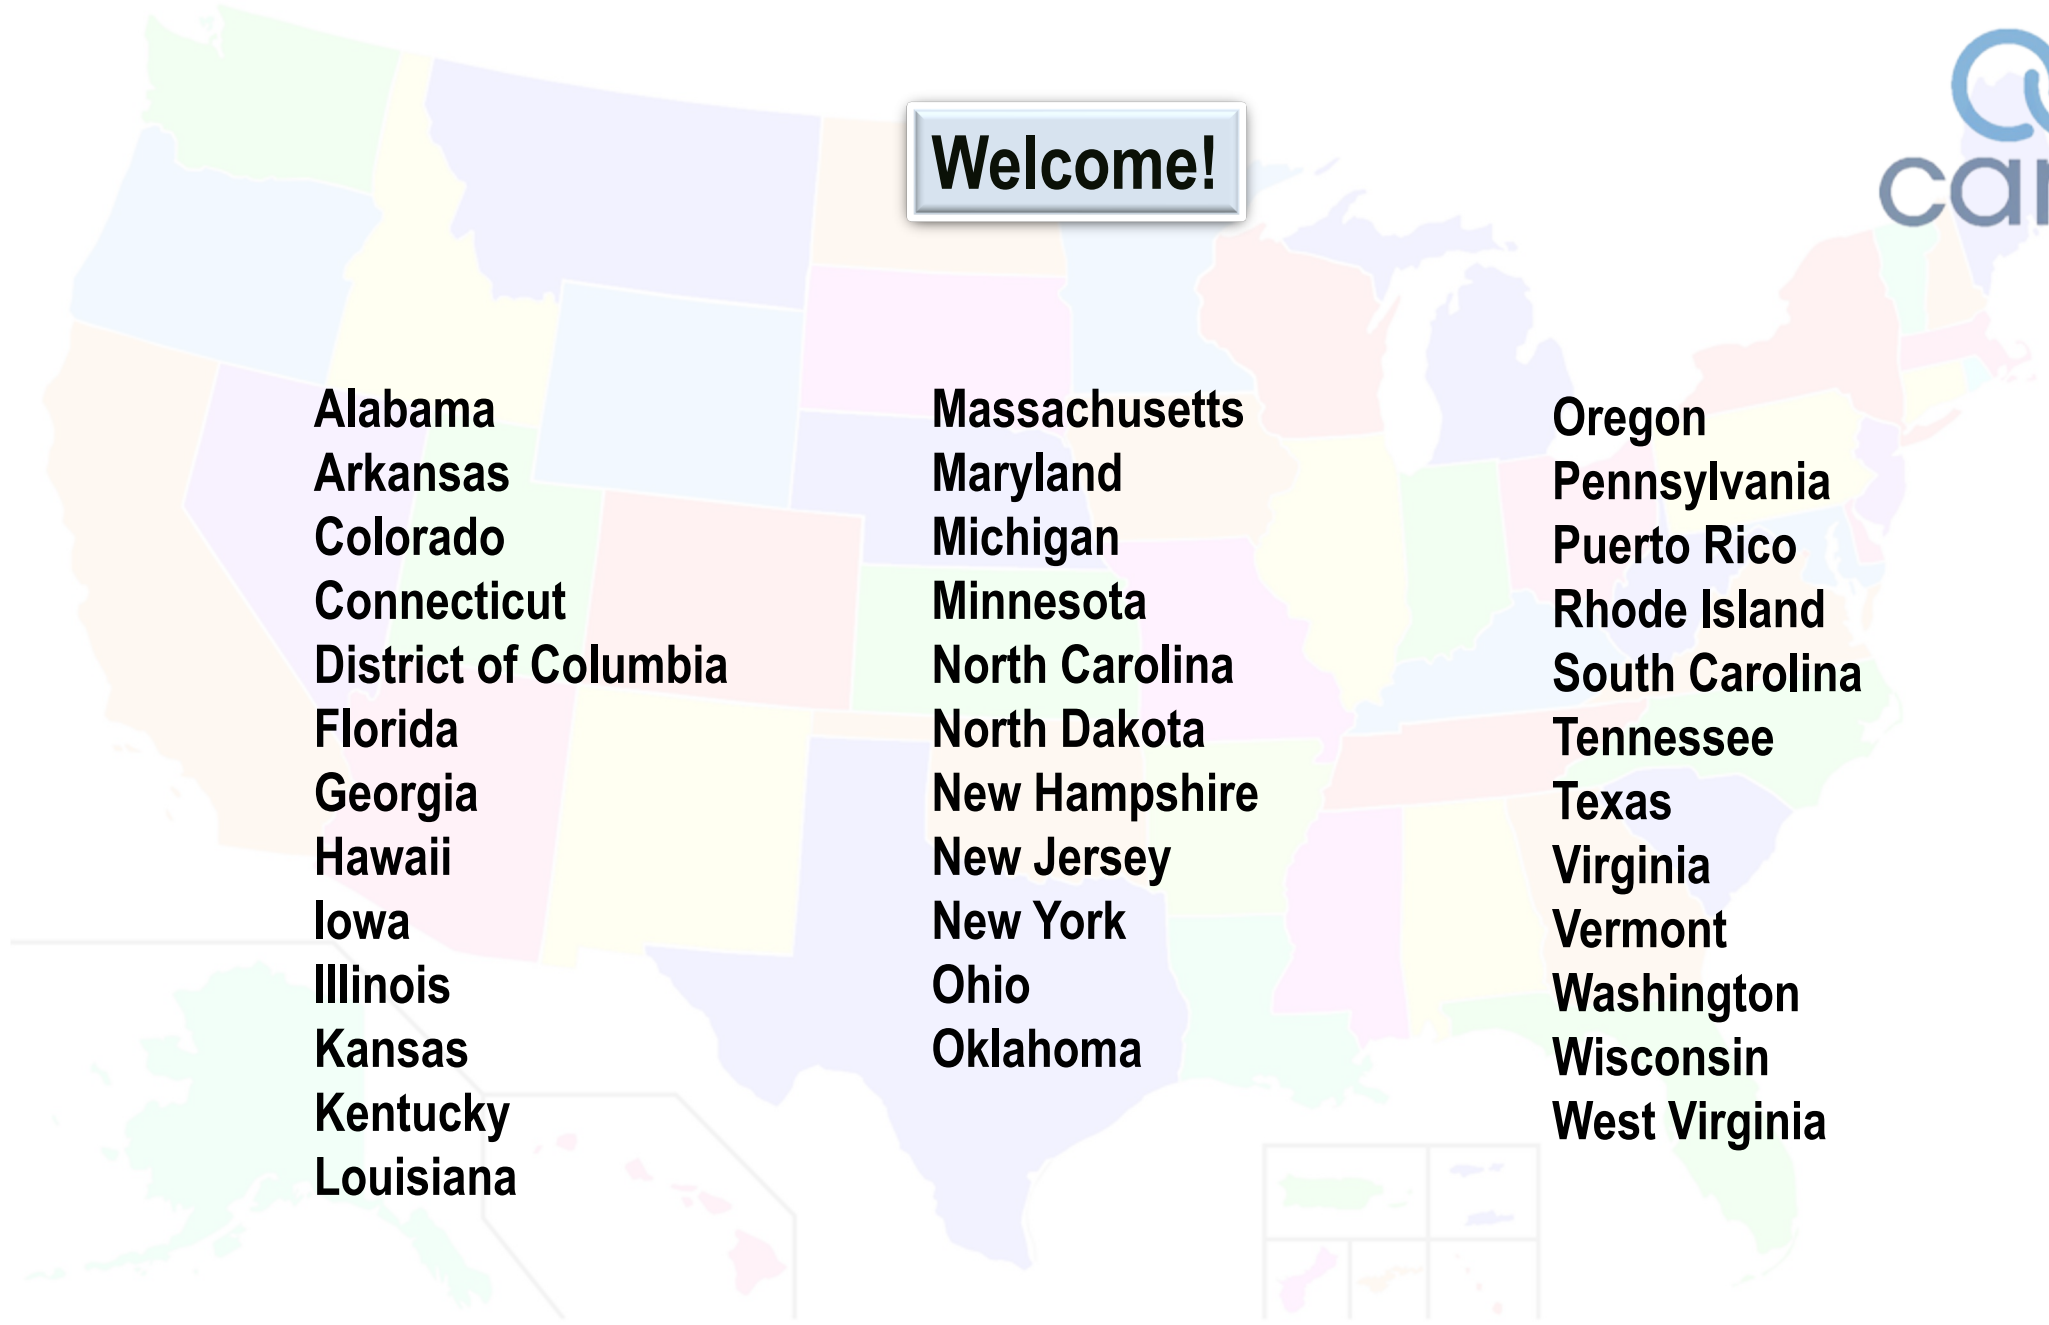 Welcome!
Alabama
Arkansas
Colorado
Connecticut
District of Columbia
Florida
Georgia
Hawaii
Iowa
Illinois
Kansas
Kentucky
Louisiana
Massachusetts
Maryland
Michigan
Minnesota
North Carolina
North Dakota
New Hampshire
New Jersey
New York
Ohio
Oklahoma
Oregon
Pennsylvania
Puerto Rico
Rhode Island
South Carolina
Tennessee
Texas
Virginia
Vermont
Washington
Wisconsin
West Virginia